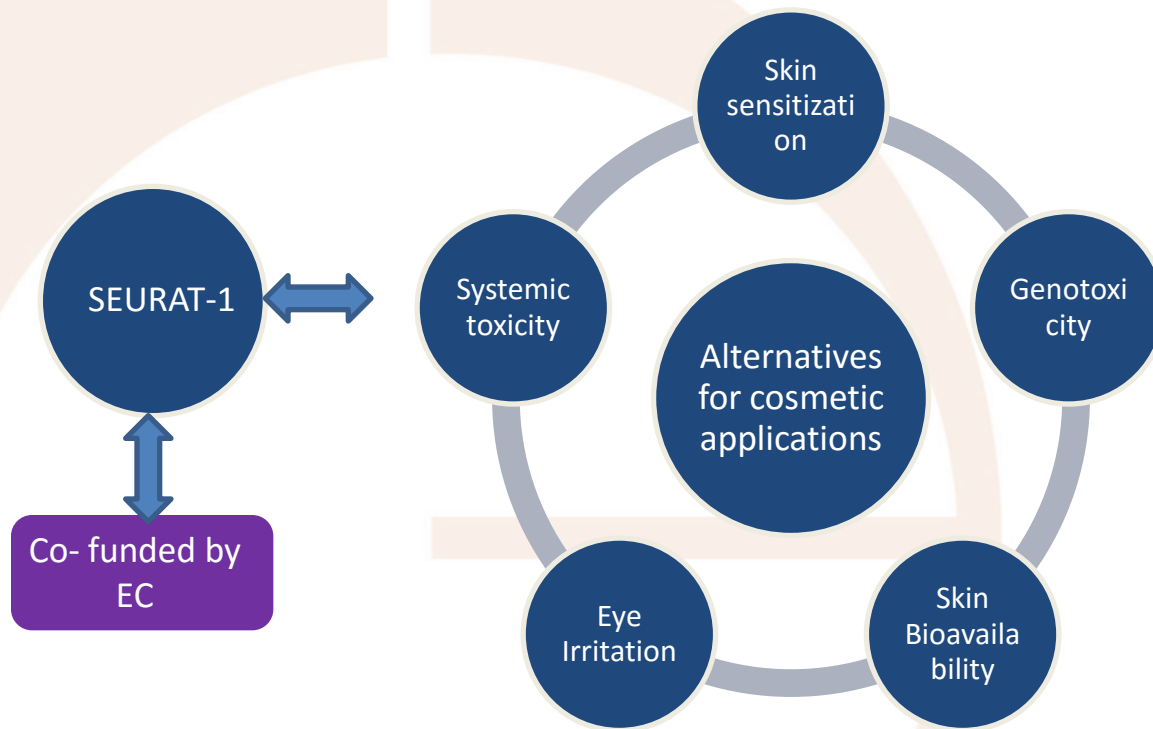 Skin
sensitizati
on
SEURAT-1
Systemic
toxicity
Genotoxi
city
Alternatives
for cosmetic
applications
Co- funded by
EC
Eye
Irritation
Skin
Bioavaila
bility